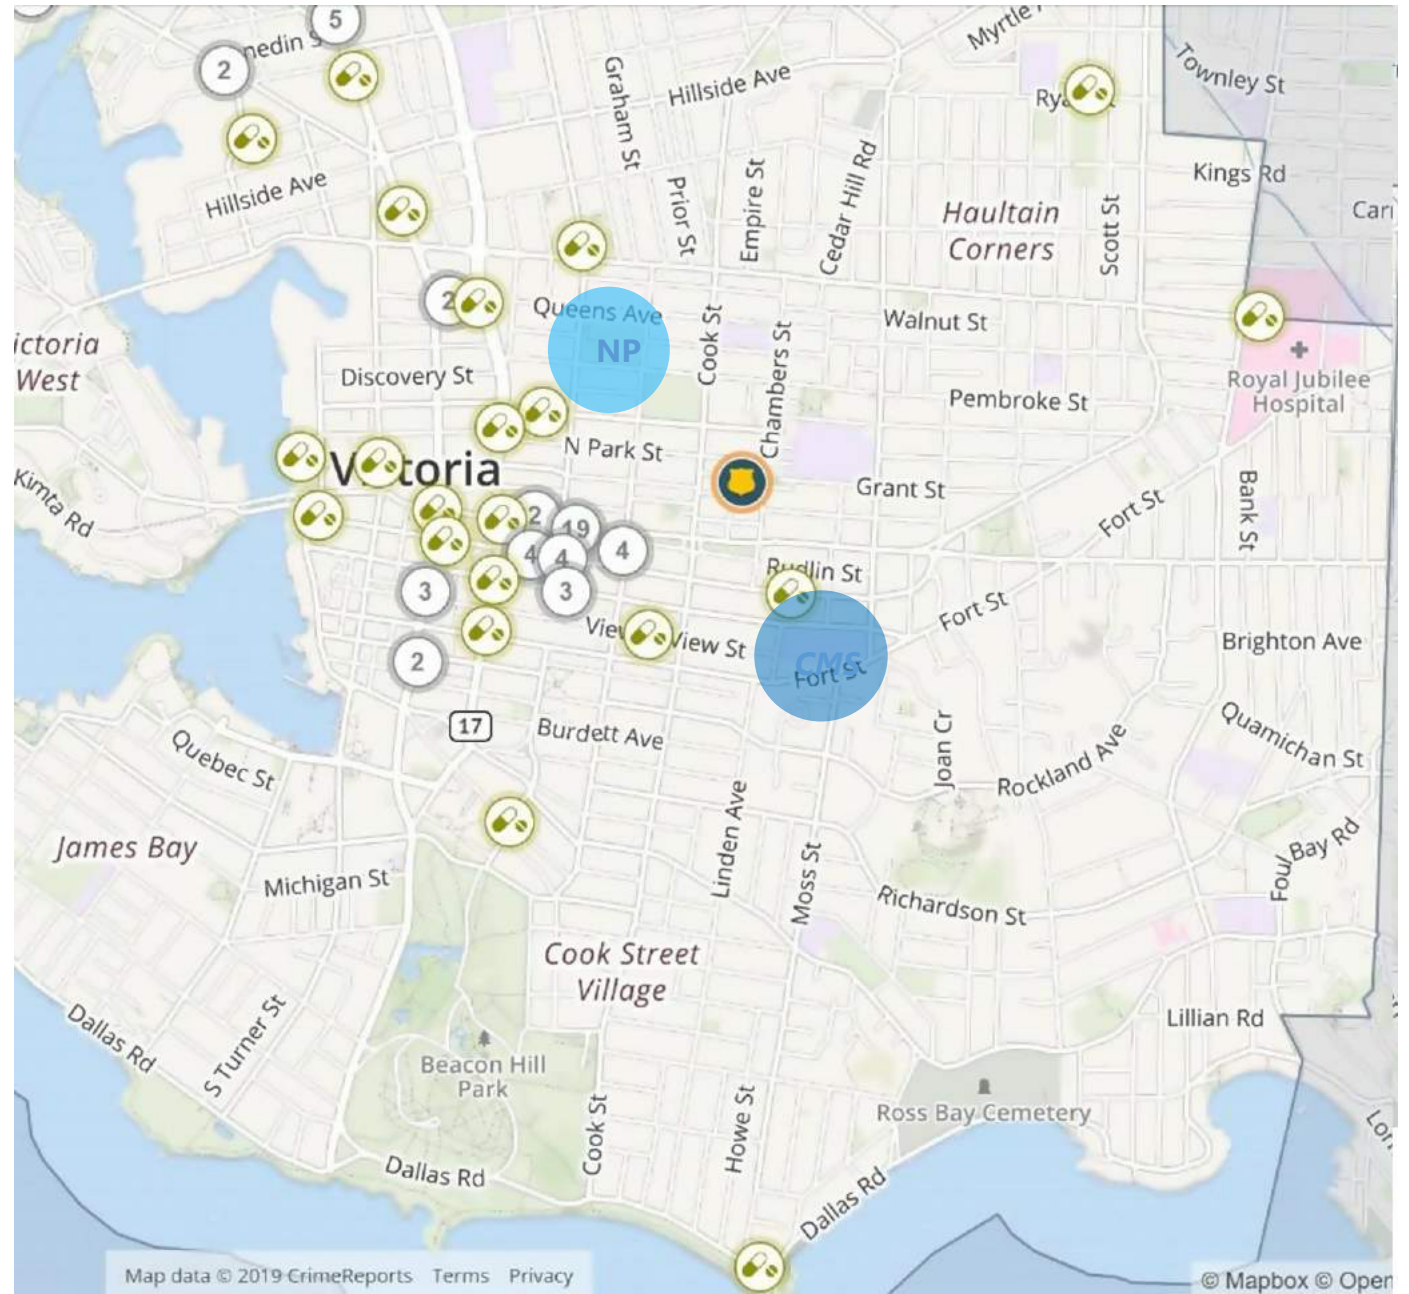 5
Myrtle
nedin S
2
Townley St
Graham St
Hillside Ave
Kings Rd
Hillside Ave
Prior St
Empire St
Cedar Hill Rd
Haultain
Corners
Scott St
2
Queens Ave
NP
Cook St
Walnut St
ictoria
West
Discovery St
Chambers St
Royal Jubilee
Hospital
Pembroke St
N Park St
Grant St
Kimta Rd
Fort St
Bank St
2
19
4
4
4
3
3
Rudlin St
Fort St
View St
CMS
Fort St
Brighton Ave
2
17
Burdett Ave
Quebec St
Joan Cr
Rockland Ave
Quamichan St
James Bay
Michigan St
Linden Ave
Moss St
Richardson St
Foul Bay Rd
Cook Street
Village
Lillian Rd
Dallas Rd
S Turner St
Beacon Hill
Park
Cook St
Howe St
Ross Bay Cemetery
Dallas Rd
Dallas Rd
Map data © 2019 CrimeReports Terms Privacy
© Mapbox © Open